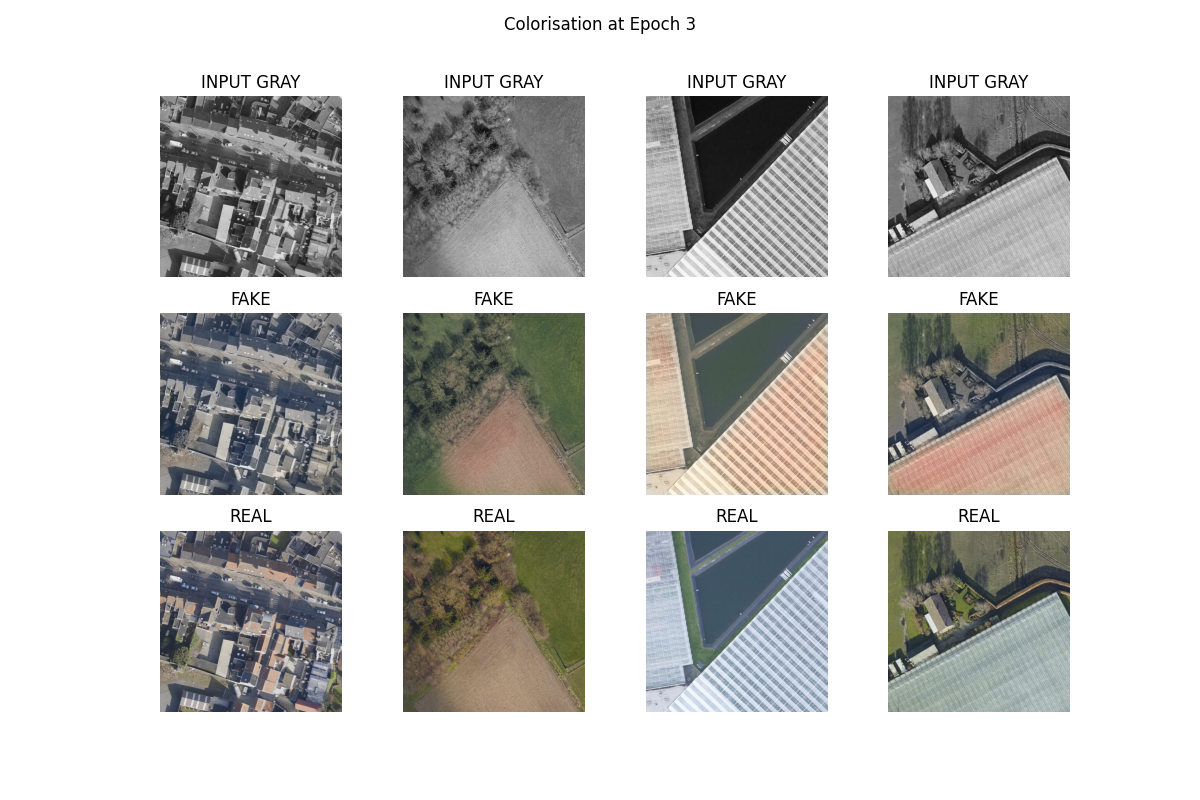 Colorisation at Epoch 3
INPUT GRAY INPUT GRAY INPUT GRAY INPUT GRAY
FAKE FAKE FAKE FAKE
REAL REAL REAL REAL